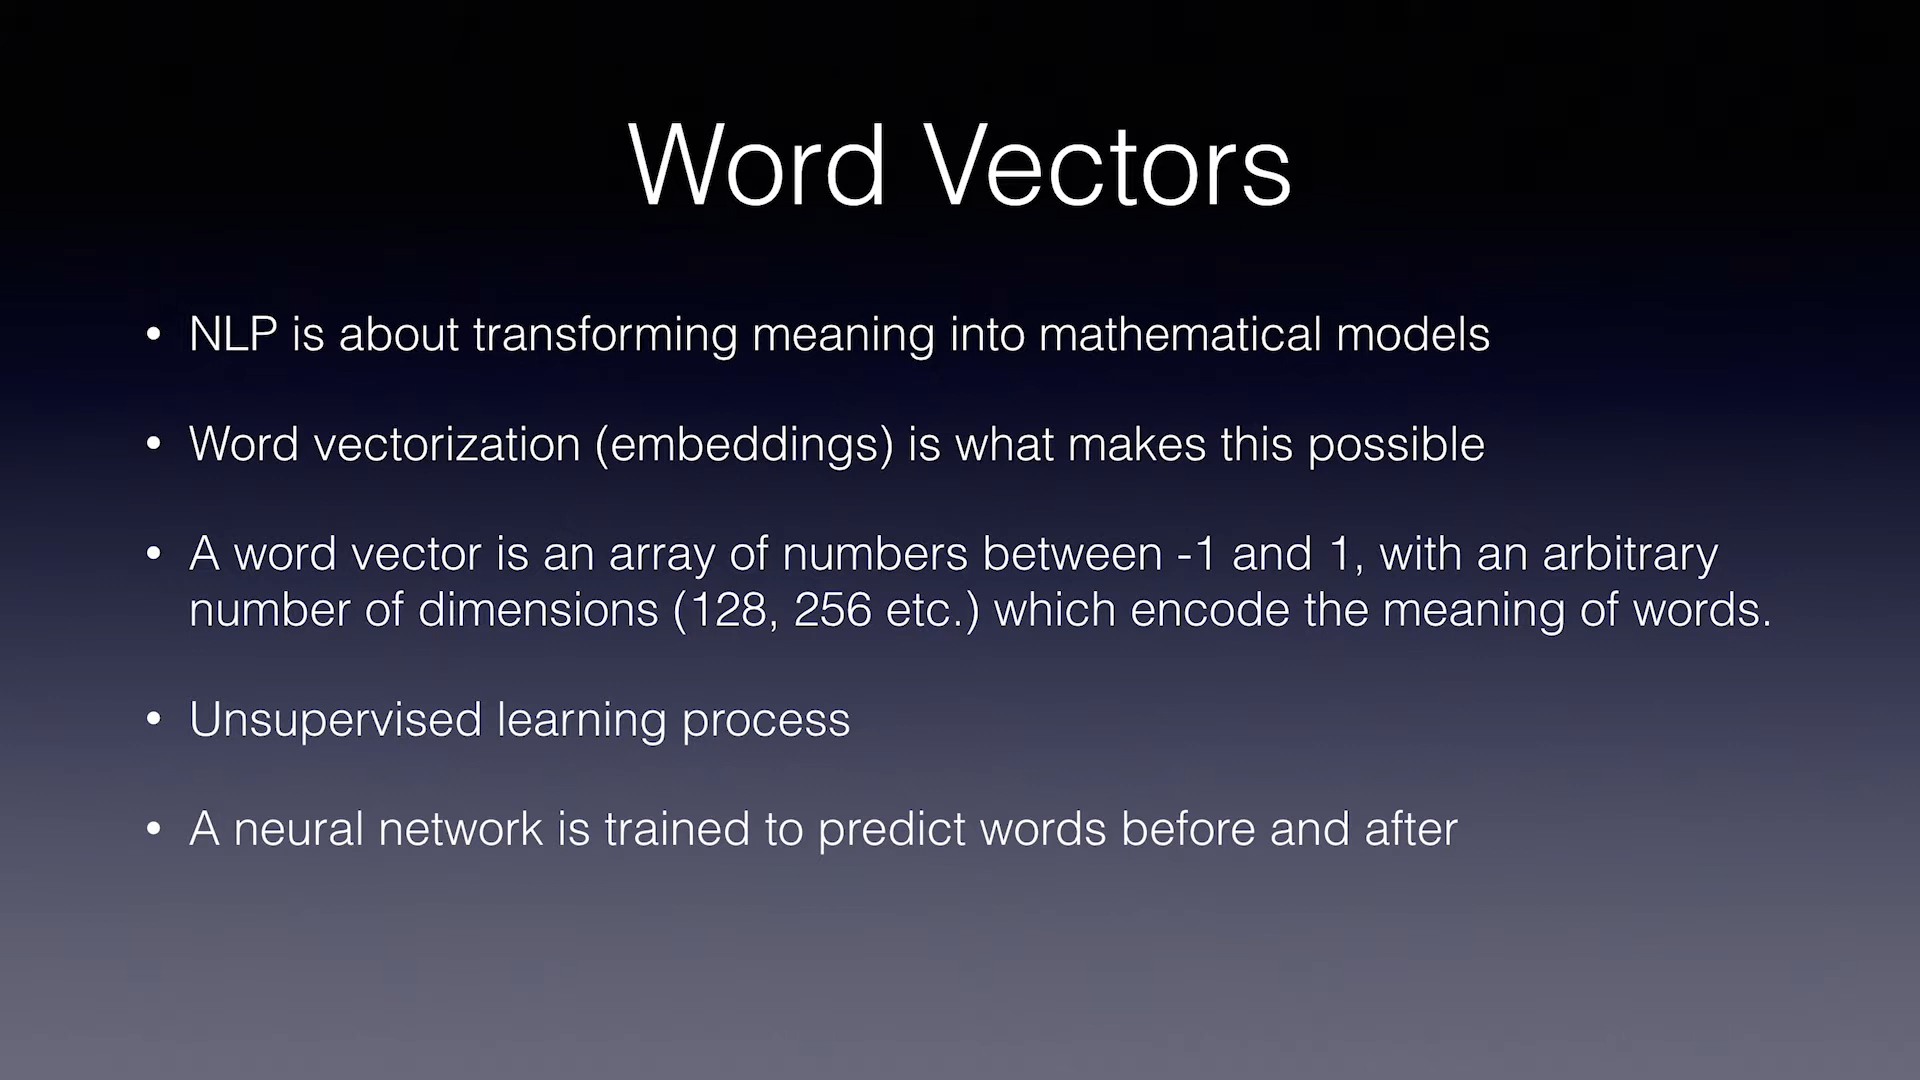 Word Vectors
• NLP is about transforming meaning into mathematical models
• Word vectorization (embeddings) is what makes this possible
• A word vector is an array of numbers between -1 and 1, with an arbitrary
number of dimensions (128, 256 etc.) which encode the meaning of words.
• Unsupervised learning process
• A neural network is trained to predict words before and after